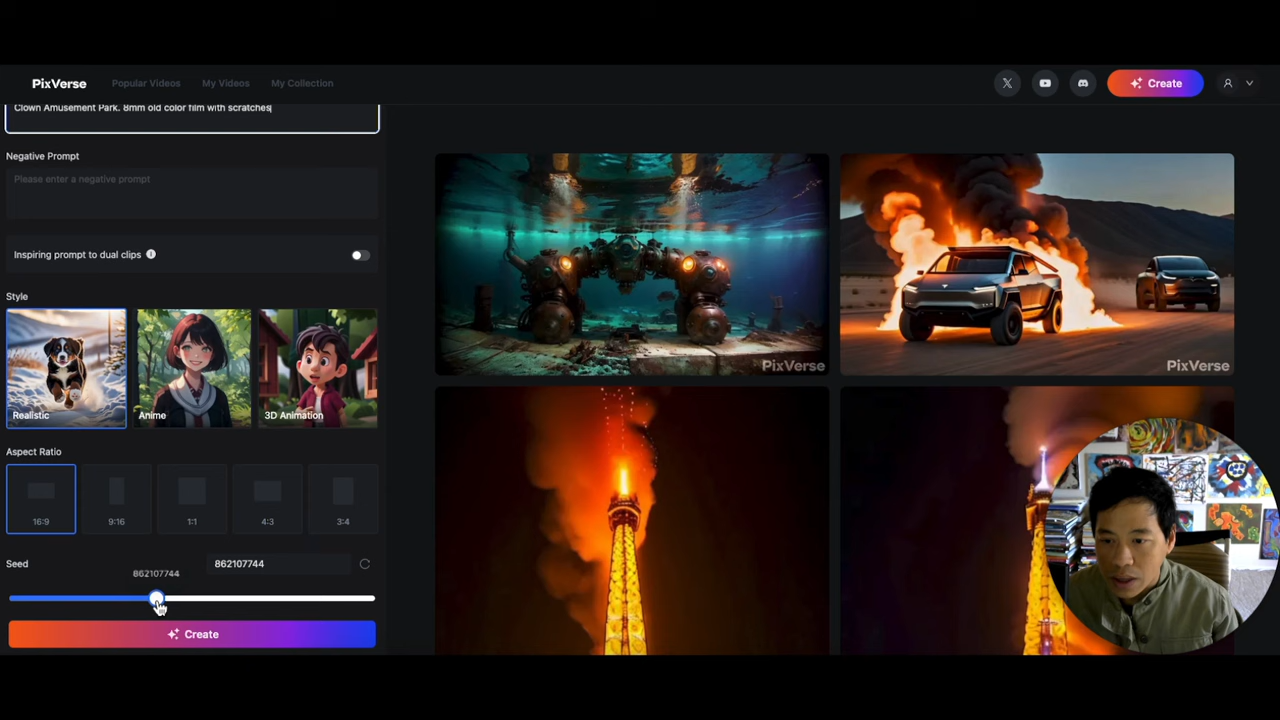 PixVerse
Popular Videos
My Videos
My Collection
Create
Clown Amusement Park. 8mm old color film with scratches
Negative Prompt
Please enter a negative prompt
Inspiring prompt to dual clips
Style
Realistic
Anime
3D Animation
Aspect Ratio
16:9
9:16
1:1
4:3
3:4
Seed
862107744
862107744
Create
PixVerse
PixVerse